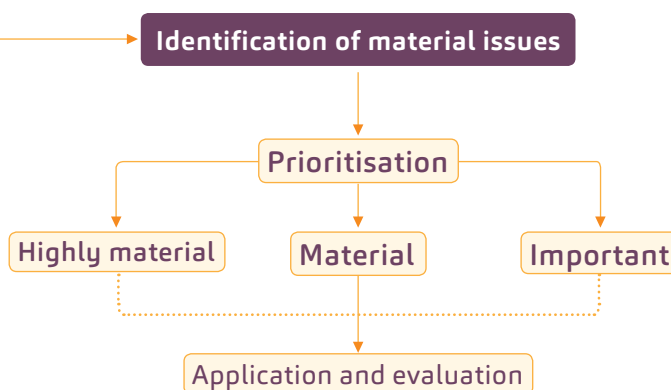 Identification of material issues
Prioritisation
Highly material
Material
Important
Application and evaluation